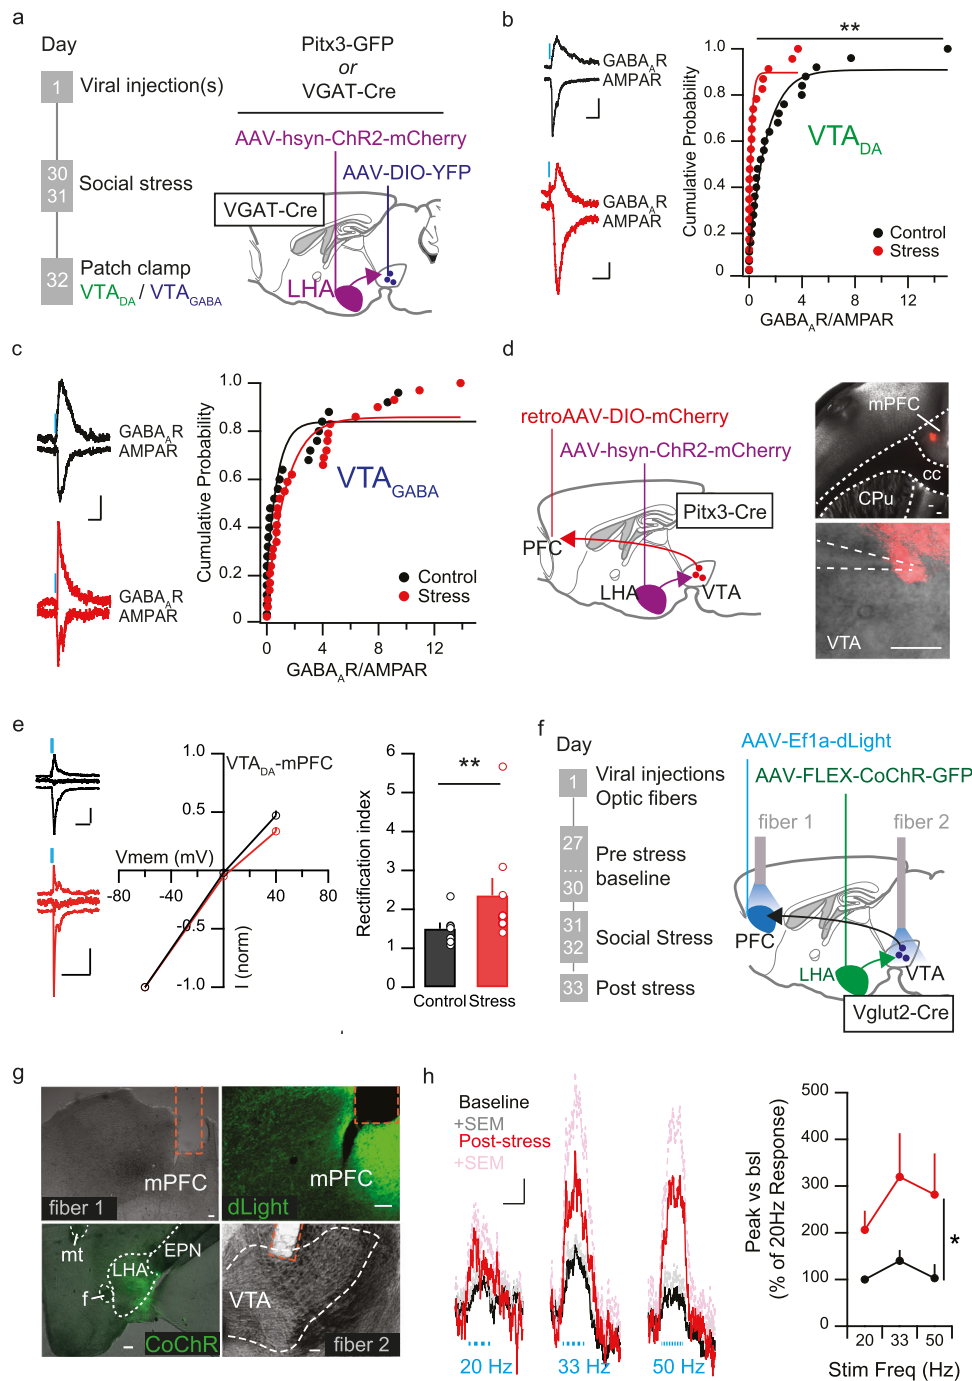 a
Day
1
Viral injection(s)
30
31
Social stress
32
Patch clamp
VTADA / VTAGABA
Pitx3-GFP
or
VGAT-Cre
AAV-hsyn-ChR2-mCherry
AAV-DIO-YFP
VGAT-Cre
LHA
b
GABAAR
AMPAR
GABAAR
AMPAR
**
Cumulative Probability
1.0
0.8
0.6
0.4
0.2
0
VTADA
Control
Stress
0 4 8 12
GABAAR/AMPAR
c
GABAAR
AMPAR
GABAAR
AMPAR
Cumulative Probability
1.0
0.8
0.6
0.4
0.2
0
VTAGABA
Control
Stress
0 4 8 12
GABAAR/AMPAR
d
retroAAV-DIO-mCherry
AAV-hsyn-ChR2-mCherry
Pitx3-Cre
PFC
LHA
VTA
mPFC
cc
CPu
VTA
e
1.0
VTADA-mPFC
0.5
Vmem (mV)
-80 -40 40 80
-0.5
-1.0
I (norm)
Rectification index
6
5
4
3
2
1
0
**
Control Stress
f
Day
1
Viral injections
Optic fibers
27
....
30
Pre stress
baseline
31
32
Social Stress
33
Post stress
AAV-Ef1a-dLight
AAV-FLEX-CoChR-GFP
fiber 1
fiber 2
PFC
LHA
VTA
Vglut2-Cre
g
mPFC
fiber 1
mPFC
dLight
mt
EPN
LHA
f
CoChR
VTA
fiber 2
h
Baseline
+SEM
Post-stress
+SEM
20 Hz
33 Hz
50 Hz
Peak vs bsl
(% of 20Hz Response)
500
400
300
200
100
0
*
20 33 50
Stim Freq (Hz)